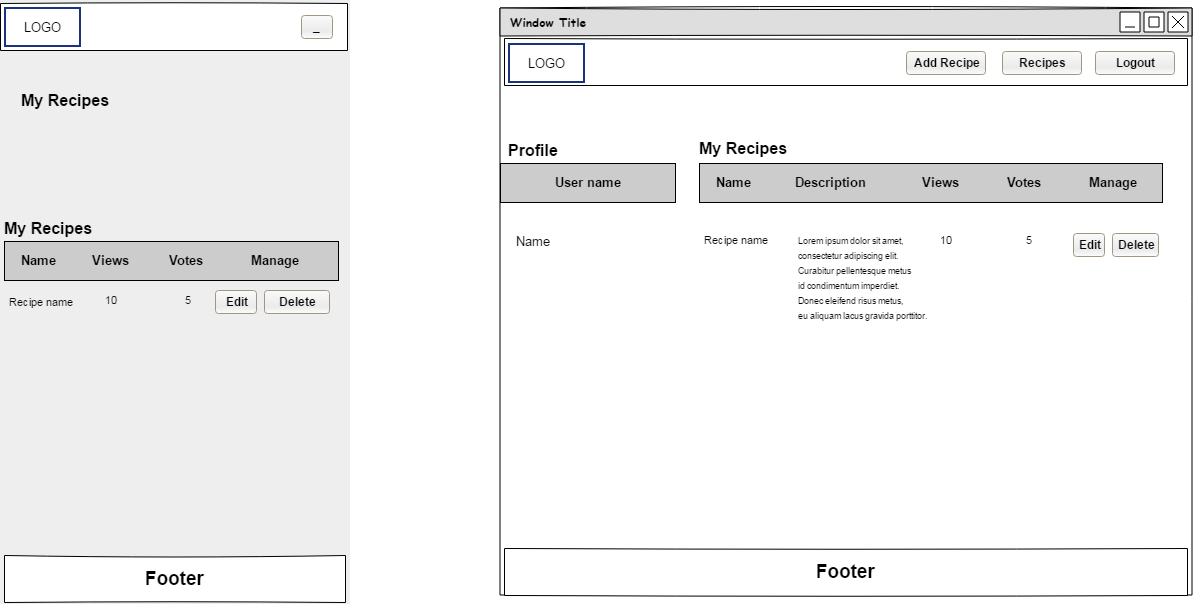 LOGO
_
My Recipes
My Recipes
Name Views Votes Manage
Recipe name 10 5 Edit Delete
Footer
Window Title
LOGO Add Recipe Recipes Logout
Profile
User name
Name
My Recipes
Name Description Views Votes Manage
Recipe name Lorem ipsum dolor sit amet, 10 5 Edit Delete
consectetur adipiscing elit.
Curabitur pellentesque metus
id condimentum imperdiet.
Donec eleifend risus metus,
eu aliquam lacus gravida porttitor.
Footer